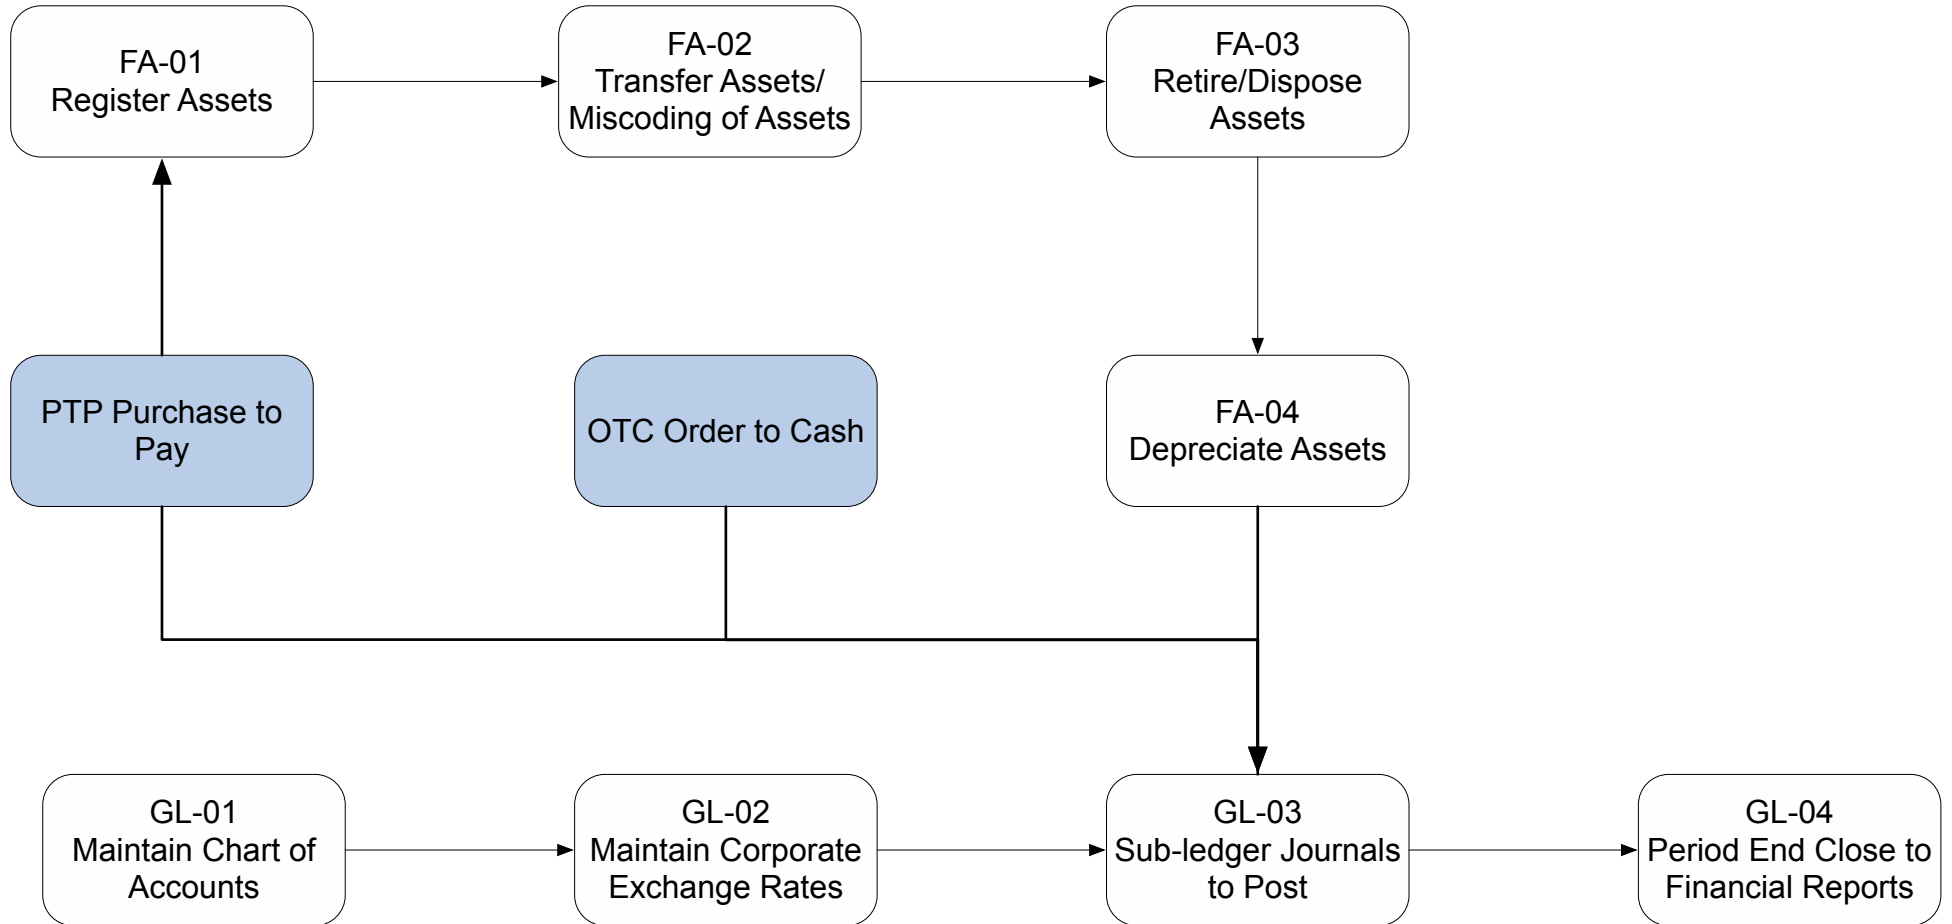 FA-01
Register Assets
FA-02
Transfer Assets/
Miscoding of Assets
FA-03
Retire/Dispose
Assets
PTP Purchase to
Pay
OTC Order to Cash
FA-04
Depreciate Assets
GL-01
Maintain Chart of
Accounts
GL-02
Maintain Corporate
Exchange Rates
GL-03
Sub-ledger Journals
to Post
GL-04
Period End Close to
Financial Reports